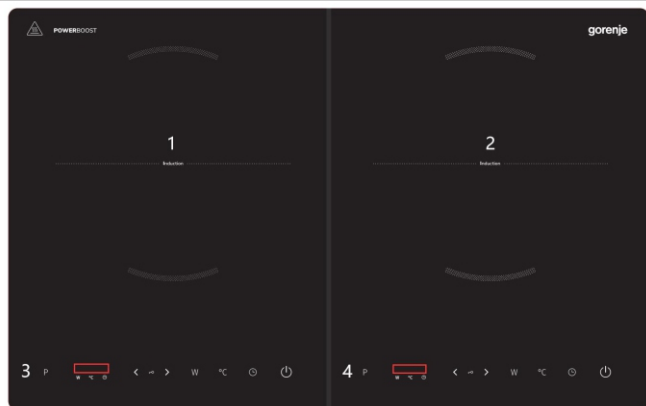 POWERBOOST
gorenje
1
2
Induction
Induction
3 P W °C W °C
4 P W °C W °C